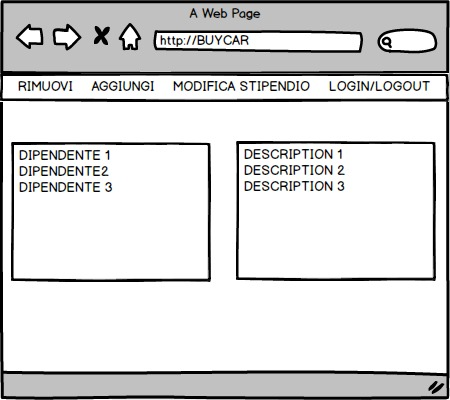 A Web Page
http://BUYCAR
RIMUOVI AGGIUNGI MODIFICA STIPENDIO LOGIN/LOGOUT
DIPENDENTE 1
DIPENDENTE2
DIPENDENTE 3
DESCRIPTION 1
DESCRIPTION 2
DESCRIPTION 3